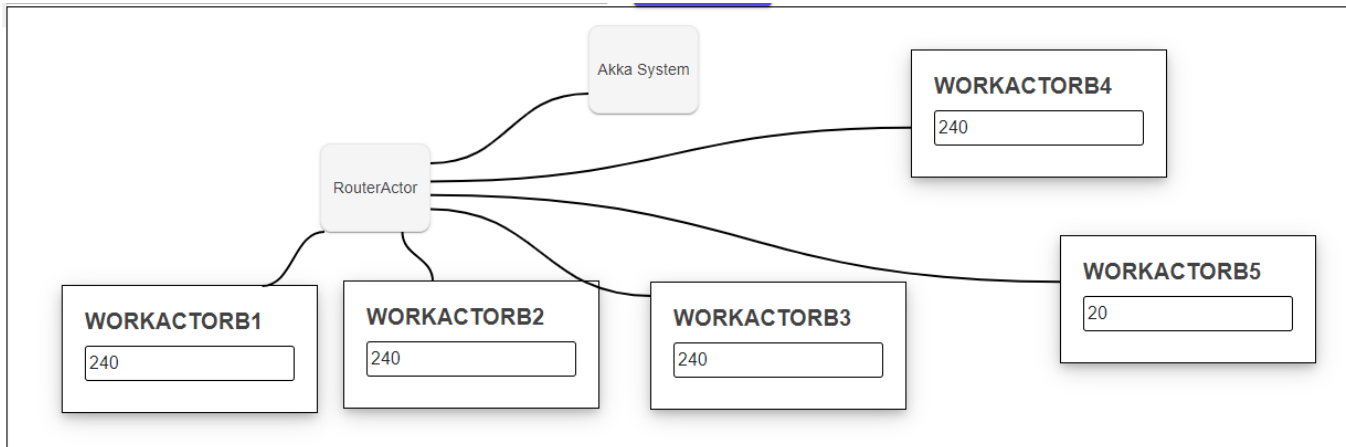 Akka System
WORKACTORB4
240
RouterActor
WORKACTORB5
20
WORKACTORB1
240
WORKACTORB2
240
WORKACTORB3
240